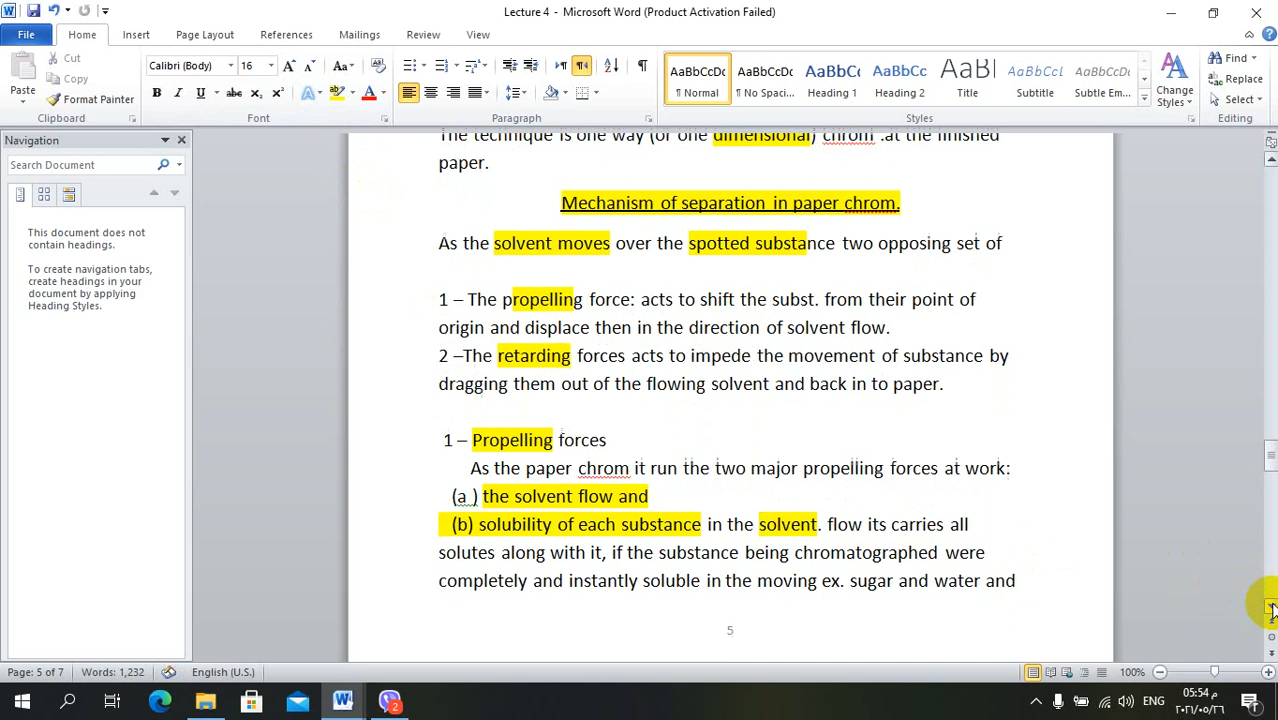 Lecture 4 - Microsoft Word (Product Activation Failed)
File Home Insert Page Layout References Mailings Review View
Cut
Copy
Format Painter
Paste
Clipboard
Calibri (Body) 16
Font
Paragraph
AaBbCcDc AaBbCcDc AaBbCc AaBbCc AaBl AaBbCcl AaBbCcDc
¶ Normal ¶ No Spaci... Heading 1 Heading 2 Title Subtitle Subtle Em...
Styles
Change Styles
Find
Replace
Select
Editing
Navigation
Search Document
This document does not
contain headings.
To create navigation tabs,
create headings in your
document by applying
Heading Styles.
The technique is one way (or one dimensional) chrom .at the finished
paper.
Mechanism of separation in paper chrom.
As the solvent moves over the spotted substance two opposing set of
1 – The propelling force: acts to shift the subst. from their point of
origin and displace then in the direction of solvent flow.
2 –The retarding forces acts to impede the movement of substance by
dragging them out of the flowing solvent and back in to paper.
1 – Propelling forces
As the paper chrom it run the two major propelling forces at work:
(a ) the solvent flow and
(b) solubility of each substance in the solvent. flow its carries all
solutes along with it, if the substance being chromatographed were
completely and instantly soluble in the moving ex. sugar and water and
5
Page: 5 of 7 Words: 1,232 English (U.S.) 100%
2
ENG
05:54 م
٢٠٢١/٠٥/٢٦